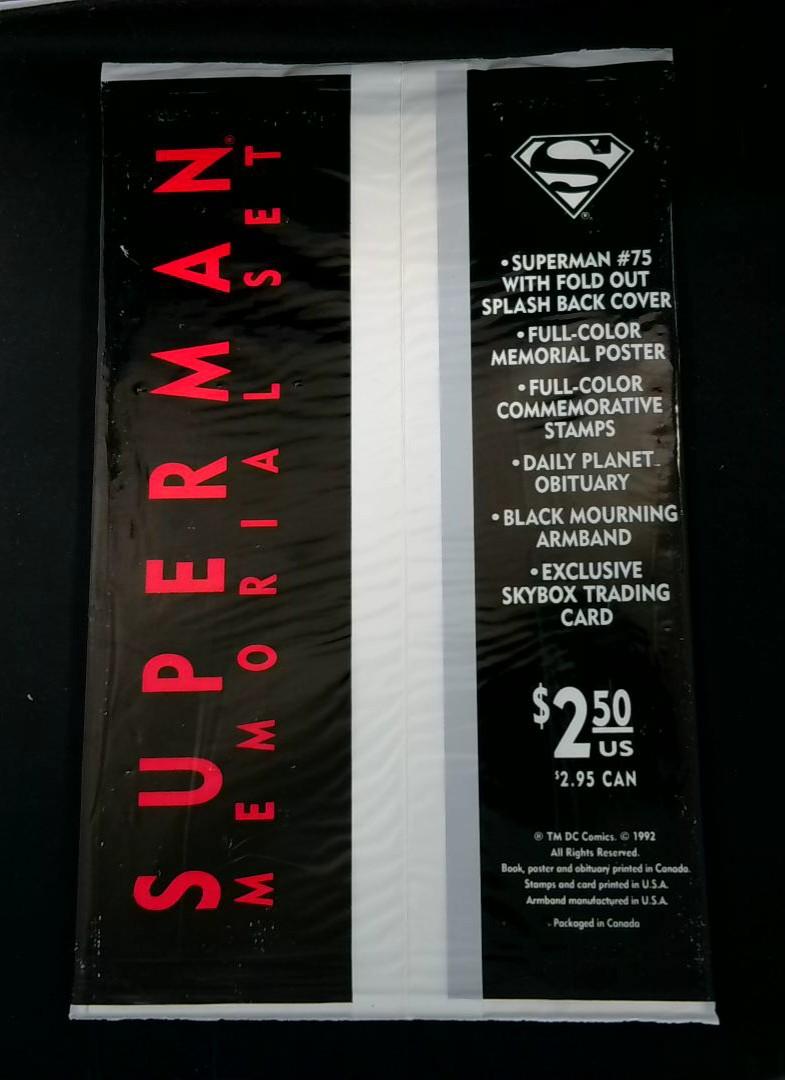 SUPERMAN®
MEMORIAL SET
S
®.
• SUPERMAN #75
WITH FOLD OUT
SPLASH BACK COVER
• FULL-COLOR
MEMORIAL POSTER
• FULL-COLOR
COMMEMORATIVE
STAMPS
• DAILY PLANET
OBITUARY
• BLACK MOURNING
ARMBAND
• EXCLUSIVE
SKYBOX TRADING
CARD
$2.50
US
$2.95 CAN
® TM DC Comics. © 1992
All Rights Reserved.
Book, poster and obituary printed in Canada.
Stamps and card printed in U.S.A.
Armband manufactured in U.S.A.
Packaged in Canada